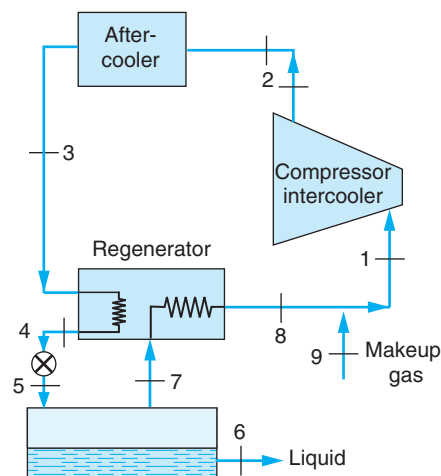 After-
cooler
2
3
Compressor
intercooler
Regenerator
1
4
8
9
Makeup
gas
5
7
6
Liquid